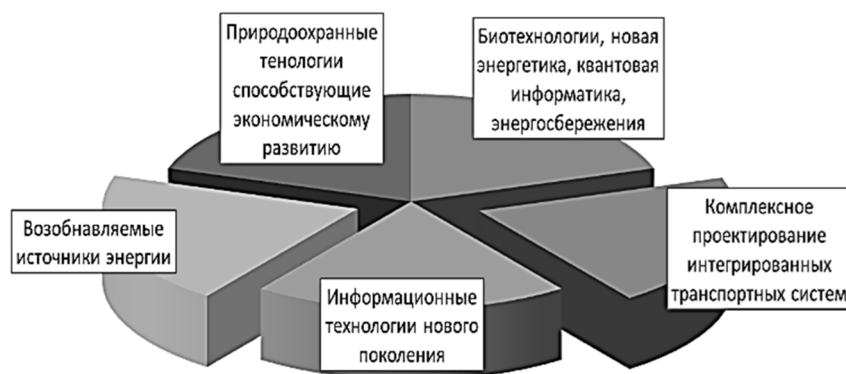 Природоохранные
тенологии
способствующие
экономическому
развитию
Биотехнологии, новая
энергетика, квантовая
информатика,
энергосбережения
Возобнавляемые
источники энергии
Комплексное
проектирование
интегрированных
транспортных систем
Информационные
технологии нового
поколения